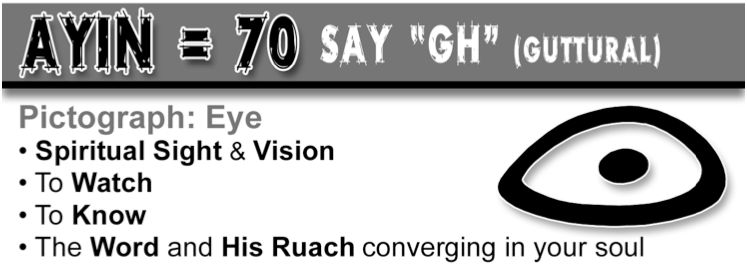 AYIN = 70 SAY "GH" (GUTTURAL)
Pictograph: Eye
• Spiritual Sight & Vision
• To Watch
• To Know
• The Word and His Ruach converging in your soul